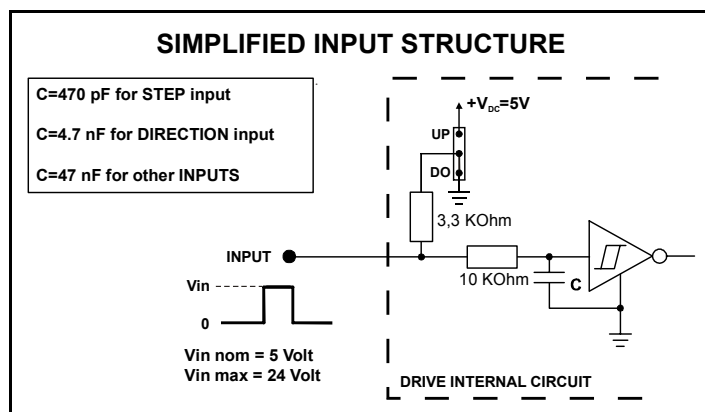 SIMPLIFIED INPUT STRUCTURE
C=470 pF for STEP input
C=4.7 nF for DIRECTION input
C=47 nF for other INPUTS
+VDC=5V
UP
DO
3,3 KOhm
INPUT
10 KOhm
C
Vin
0
Vin nom = 5 Volt
Vin max = 24 Volt
DRIVE INTERNAL CIRCUIT